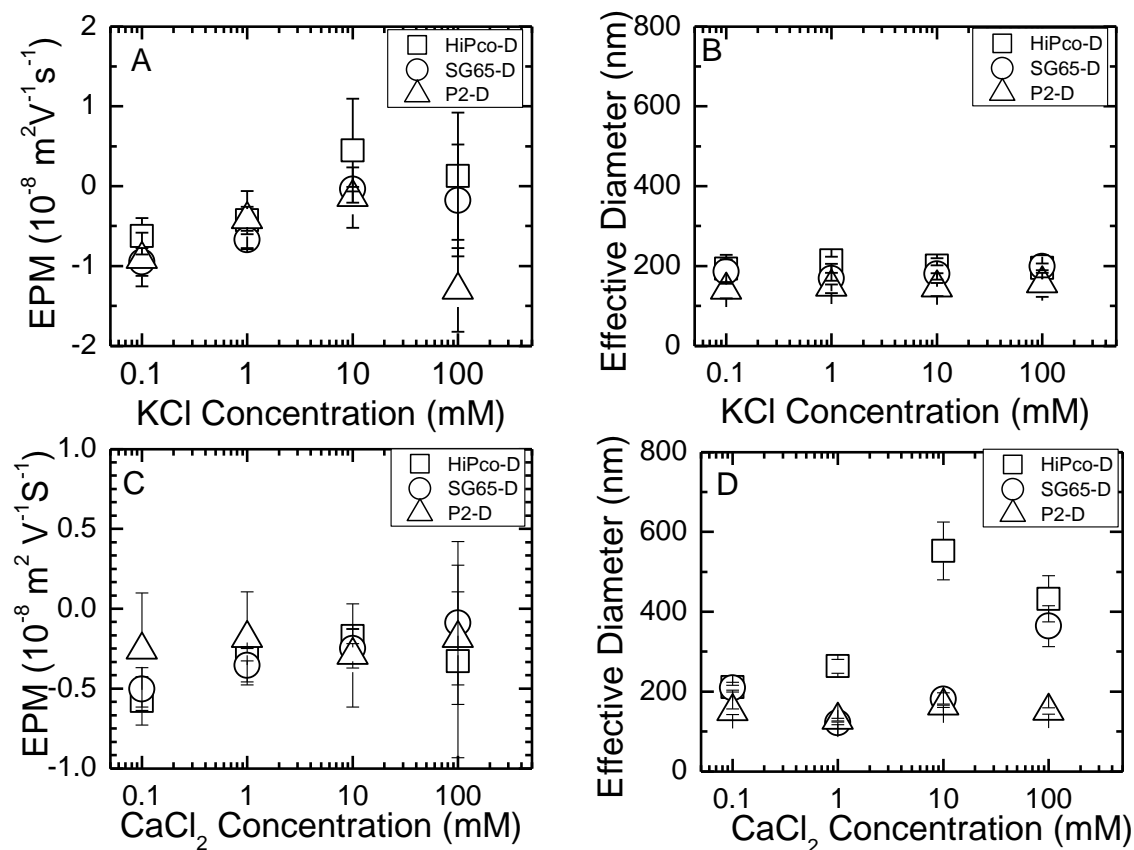 A
HiPco-D
SG65-D
P2-D
2
1
0
-1
-2
EPM (10⁻⁸ m²V⁻¹s⁻¹)
0.1 1 10 100
KCl Concentration (mM)
B
HiPco-D
SG65-D
P2-D
800
600
400
200
0
Effective Diameter (nm)
0.1 1 10 100
KCl Concentration (mM)
C
HiPco-D
SG65-D
P2-D
1.0
0.5
0.0
-0.5
-1.0
EPM (10⁻⁸ m² V⁻¹S⁻¹)
0.1 1 10 100
CaCl₂ Concentration (mM)
D
HiPco-D
SG65-D
P2-D
800
600
400
200
0
Effective Diameter (nm)
0.1 1 10 100
CaCl₂ Concentration (mM)